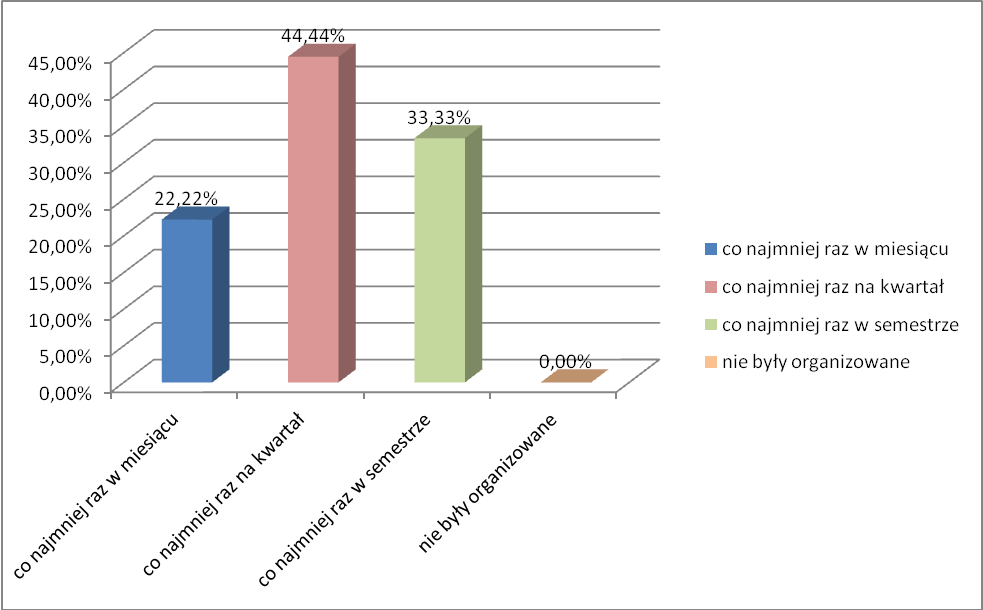 45,00%
40,00%
35,00%
30,00%
25,00%
20,00%
15,00%
10,00%
5,00%
0,00%
22,22%
44,44%
33,33%
0,00%
co najmniej raz w miesiącu
co najmniej raz na kwartał
co najmniej raz w semestrze
nie były organizowane
co najmniej raz w miesiącu
co najmniej raz na kwartał
co najmniej raz w semestrze
nie były organizowane